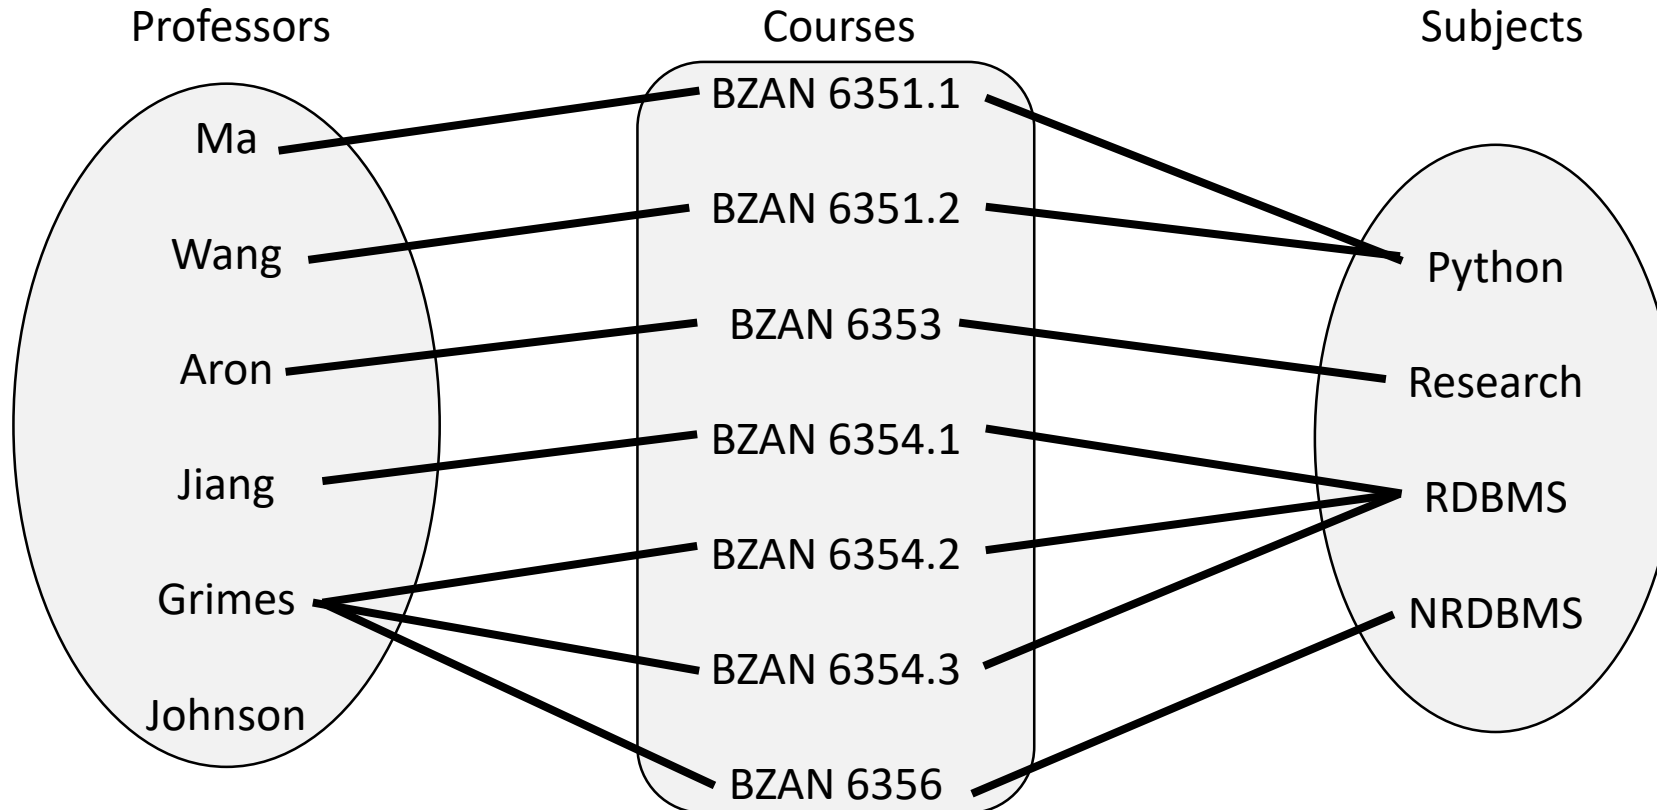 Professors
Courses
Subjects
Ma
Wang
Aron
Jiang
Grimes
Johnson
BZAN 6351.1
BZAN 6351.2
BZAN 6353
BZAN 6354.1
BZAN 6354.2
BZAN 6354.3
BZAN 6356
Python
Research
RDBMS
NRDBMS